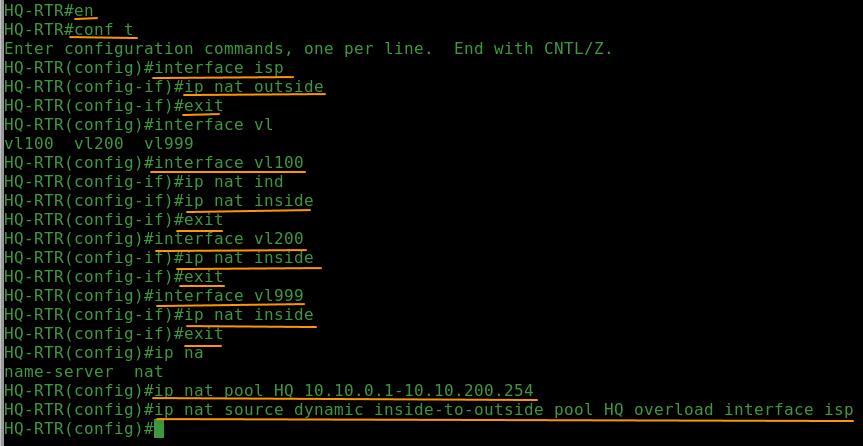 HQ-RTR#en
HQ-RTR#conf t
Enter configuration commands, one per line.  End with CNTL/Z.
HQ-RTR(config)#interface isp
HQ-RTR(config-if)#ip nat outside
HQ-RTR(config-if)#exit
HQ-RTR(config)#interface vl
vl100  vl200  vl999
HQ-RTR(config)#interface vl100
HQ-RTR(config-if)#ip nat ind
HQ-RTR(config-if)#ip nat inside
HQ-RTR(config-if)#exit
HQ-RTR(config)#interface vl200
HQ-RTR(config-if)#ip nat inside
HQ-RTR(config-if)#exit
HQ-RTR(config)#interface vl999
HQ-RTR(config-if)#ip nat inside
HQ-RTR(config-if)#exit
HQ-RTR(config)#ip na
name-server  nat
HQ-RTR(config)#ip nat pool HQ 10.10.0.1-10.10.200.254
HQ-RTR(config)#ip nat source dynamic inside-to-outside pool HQ overload interface isp
HQ-RTR(config)#